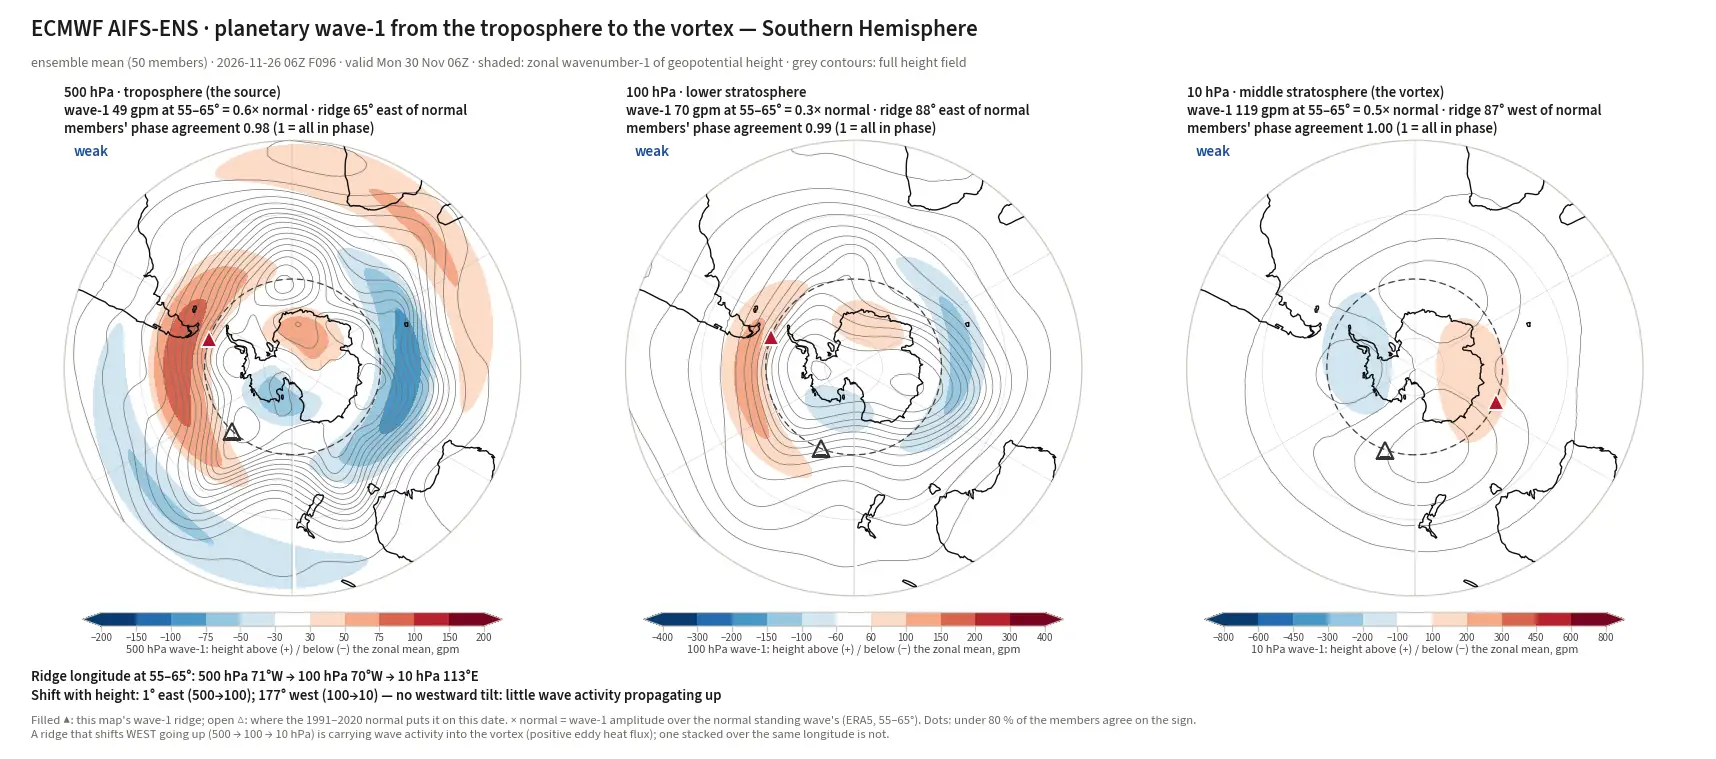 ECMWF AIFS-ENS · planetary wave-1 from the troposphere to the vortex — Southern Hemisphere
ensemble mean (50 members) · 2026-11-26 06Z F096 · valid Mon 30 Nov 06Z · shaded: zonal wavenumber-1 of geopotential height · grey contours: full height field
500 hPa · troposphere (the source)
wave-1 49 gpm at 55–65° = 0.6× normal · ridge 65° east of normal
members' phase agreement 0.98 (1 = all in phase)
weak
100 hPa · lower stratosphere
wave-1 70 gpm at 55–65° = 0.3× normal · ridge 88° east of normal
members' phase agreement 0.99 (1 = all in phase)
weak
10 hPa · middle stratosphere (the vortex)
wave-1 119 gpm at 55–65° = 0.5× normal · ridge 87° west of normal
members' phase agreement 1.00 (1 = all in phase)
weak
−200 −150 −100 −75 −50 −30 30 50 75 100 150 200
500 hPa wave-1: height above (+) / below (−) the zonal mean, gpm
−400 −300 −200 −150 −100 −60 60 100 150 200 300 400
100 hPa wave-1: height above (+) / below (−) the zonal mean, gpm
−800 −600 −450 −300 −200 −100 100 200 300 450 600 800
10 hPa wave-1: height above (+) / below (−) the zonal mean, gpm
Ridge longitude at 55–65°: 500 hPa 71°W → 100 hPa 70°W → 10 hPa 113°E
Shift with height: 1° east (500→100); 177° west (100→10) — no westward tilt: little wave activity propagating up
Filled ▲: this map's wave-1 ridge; open △: where the 1991–2020 normal puts it on this date. × normal = wave-1 amplitude over the normal standing wave's (ERA5, 55–65°). Dots: under 80 % of the members agree on the sign.
A ridge that shifts WEST going up (500 → 100 → 10 hPa) is carrying wave activity into the vortex (positive eddy heat flux); one stacked over the same longitude is not.